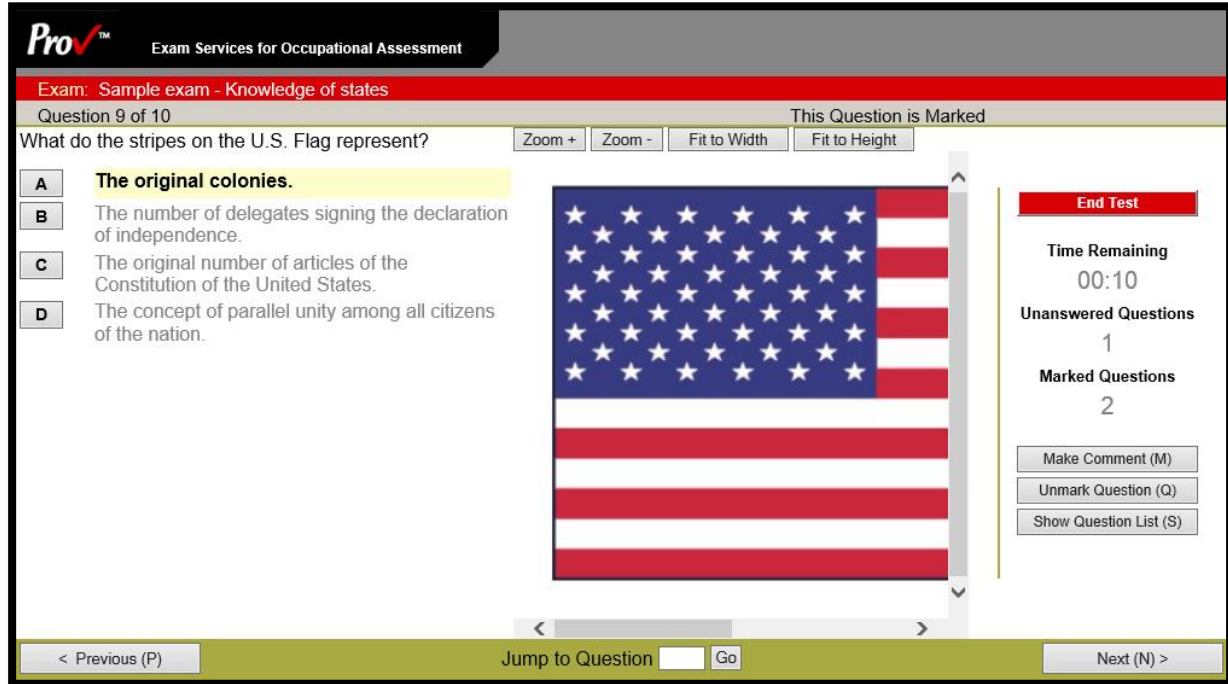 Prov™
Exam Services for Occupational Assessment
Exam: Sample exam - Knowledge of states
Question 9 of 10
This Question is Marked
What do the stripes on the U.S. Flag represent?
Zoom +
Zoom -
Fit to Width
Fit to Height
A
The original colonies.
B
The number of delegates signing the declaration
of independence.
C
The original number of articles of the
Constitution of the United States.
D
The concept of parallel unity among all citizens
of the nation.
End Test
Time Remaining
00:10
Unanswered Questions
1
Marked Questions
2
Make Comment (M)
Unmark Question (Q)
Show Question List (S)
< Previous (P)
Jump to Question
Go
Next (N) >